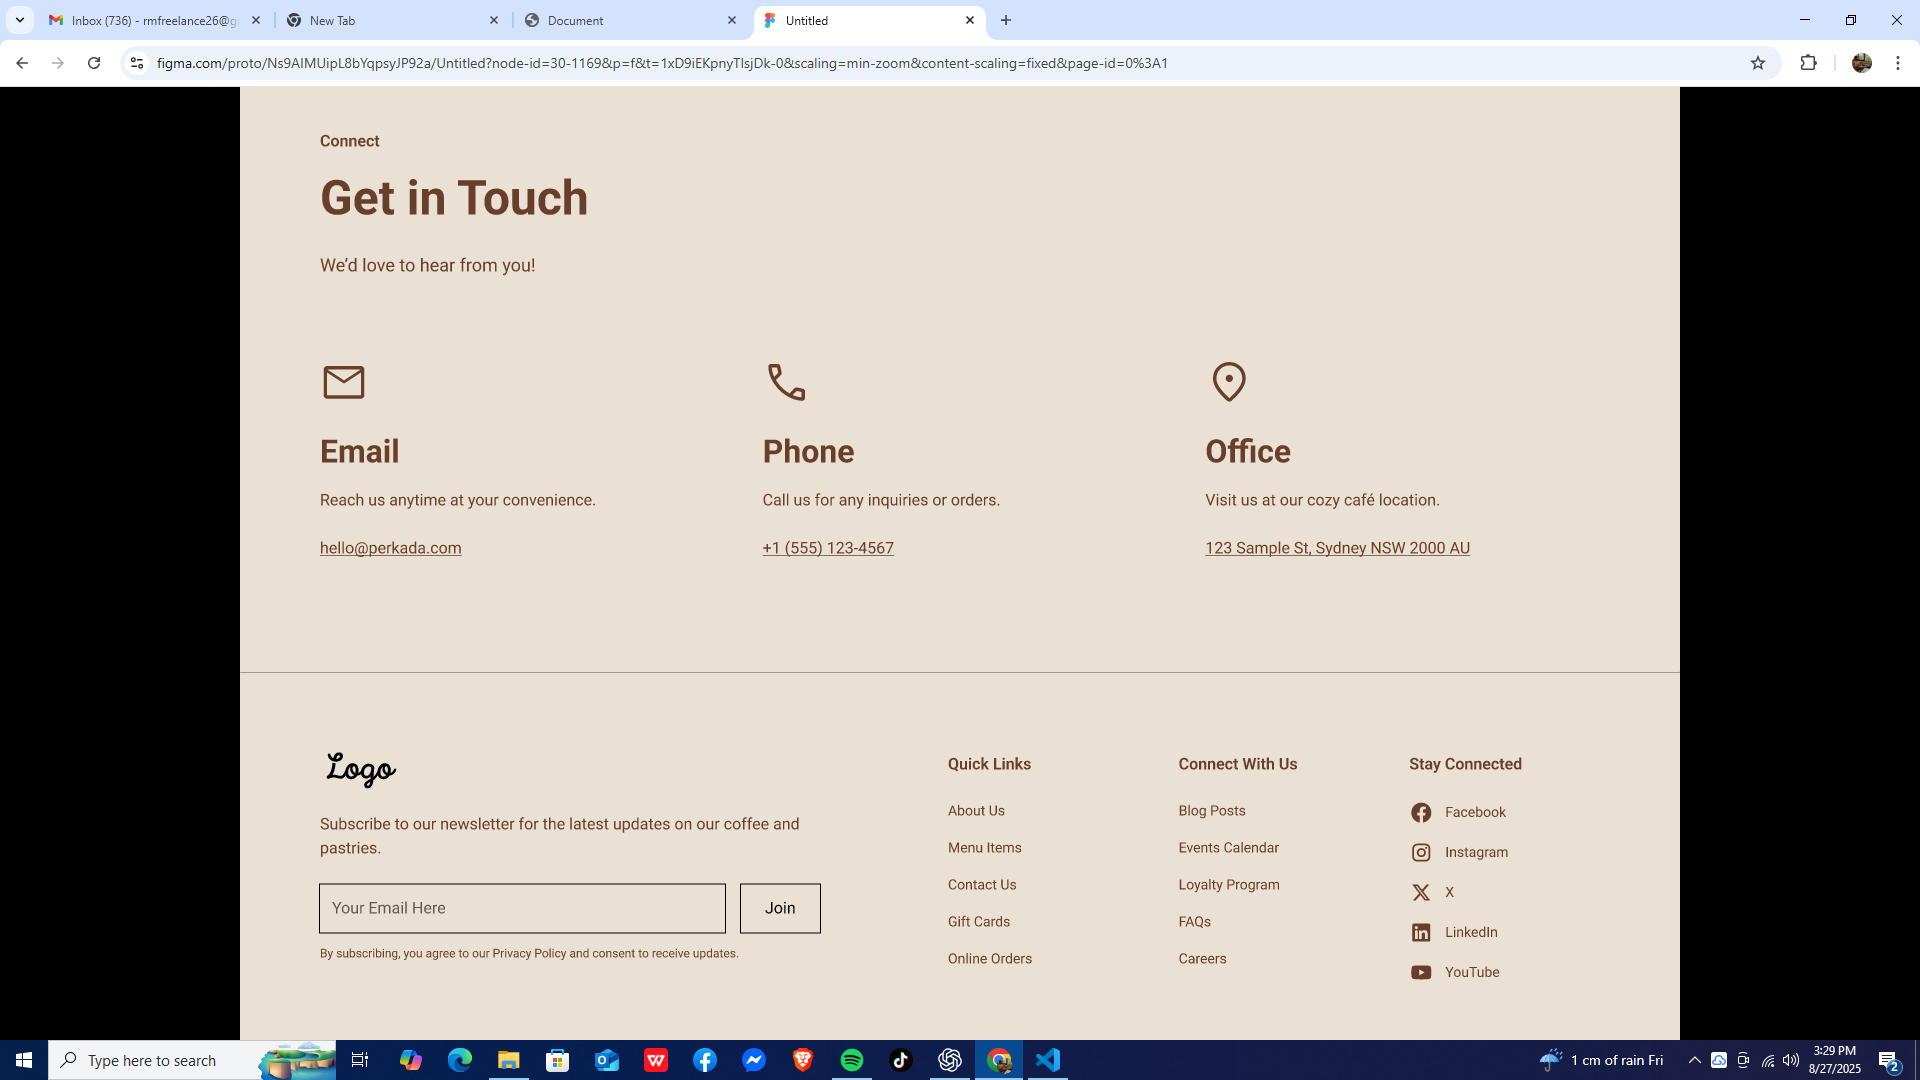 Inbox (736) - rmfreelance26@g
New Tab
Document
Untitled
figma.com/proto/Ns9AIMUipL8bYqpsyJP92a/Untitled?node-id=30-1169&p=f&t=1xD9iEKpnyTlsjDk-0&scaling=min-zoom&content-scaling=fixed&page-id=0%3A1
Connect
Get in Touch
We’d love to hear from you!
Email
Reach us anytime at your convenience.
hello@perkada.com
Phone
Call us for any inquiries or orders.
+1 (555) 123-4567
Office
Visit us at our cozy café location.
123 Sample St, Sydney NSW 2000 AU
Logo
Subscribe to our newsletter for the latest updates on our coffee and
pastries.
Your Email Here
Join
By subscribing, you agree to our Privacy Policy and consent to receive updates.
Quick Links
About Us
Menu Items
Contact Us
Gift Cards
Online Orders
Connect With Us
Blog Posts
Events Calendar
Loyalty Program
FAQs
Careers
Stay Connected
Facebook
Instagram
X
LinkedIn
YouTube
Type here to search
1 cm of rain Fri
3:29 PM
8/27/2025
2